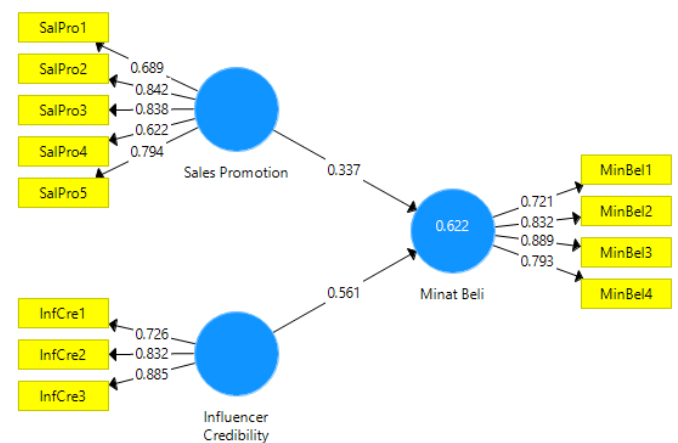 SalPro1
SalPro2
SalPro3
SalPro4
SalPro5
0.689
0.842
0.838
0.622
0.794
Sales Promotion
0.337
0.622
Minat Beli
0.721
0.832
0.889
0.793
MinBel1
MinBel2
MinBel3
MinBel4
0.561
InfCre1
InfCre2
InfCre3
0.726
0.832
0.885
Influencer
Credibility